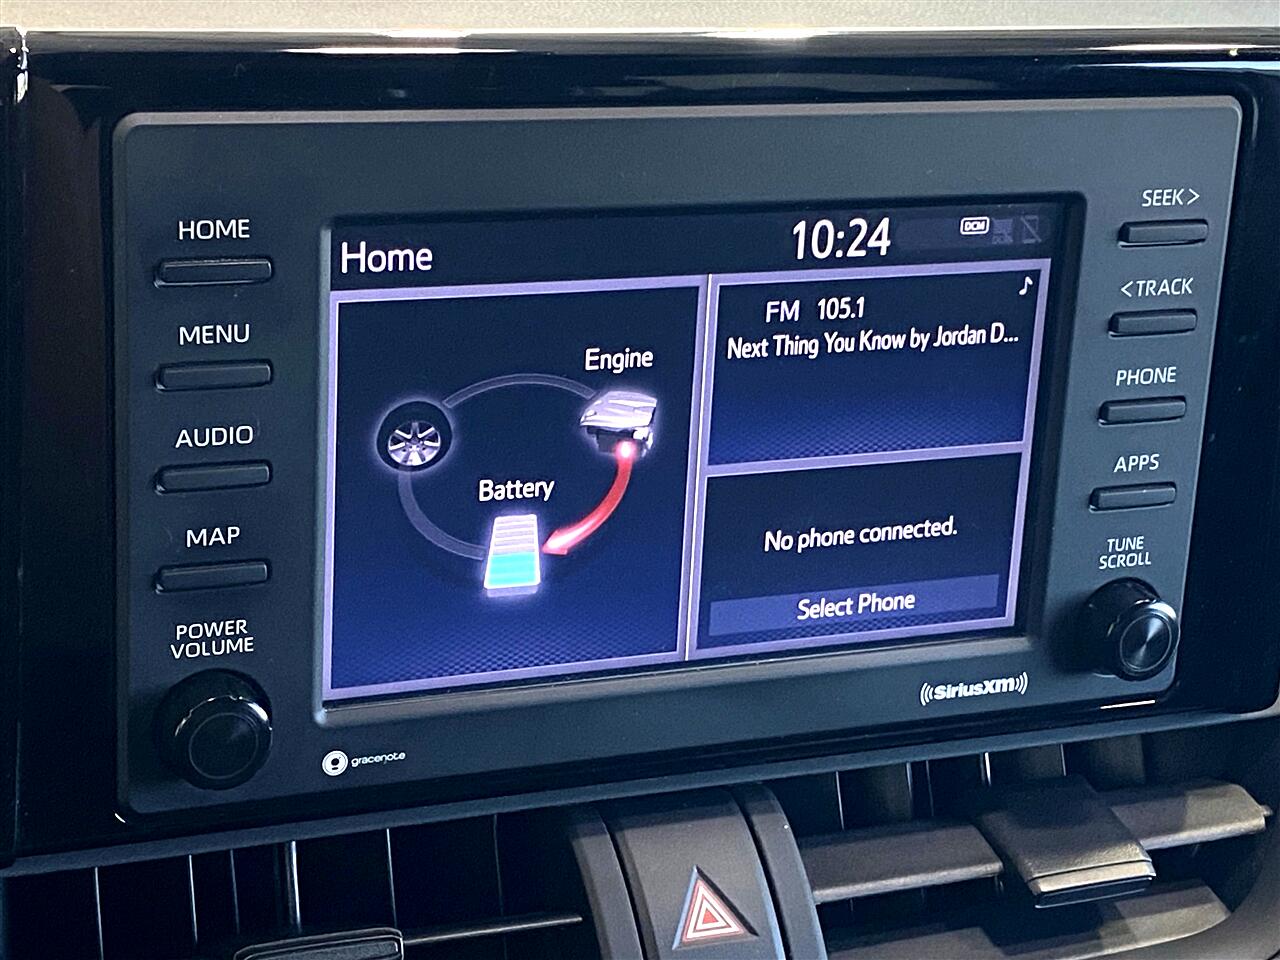 HOME
MENU
AUDIO
MAP
POWER
VOLUME
Home
10:24
DCM
Engine
Battery
FM 105.1
Next Thing You Know by Jordan D...
No phone connected.
Select Phone
SEEK>
<TRACK
PHONE
APPS
TUNE
SCROLL
gracenote
((SiriusXM))